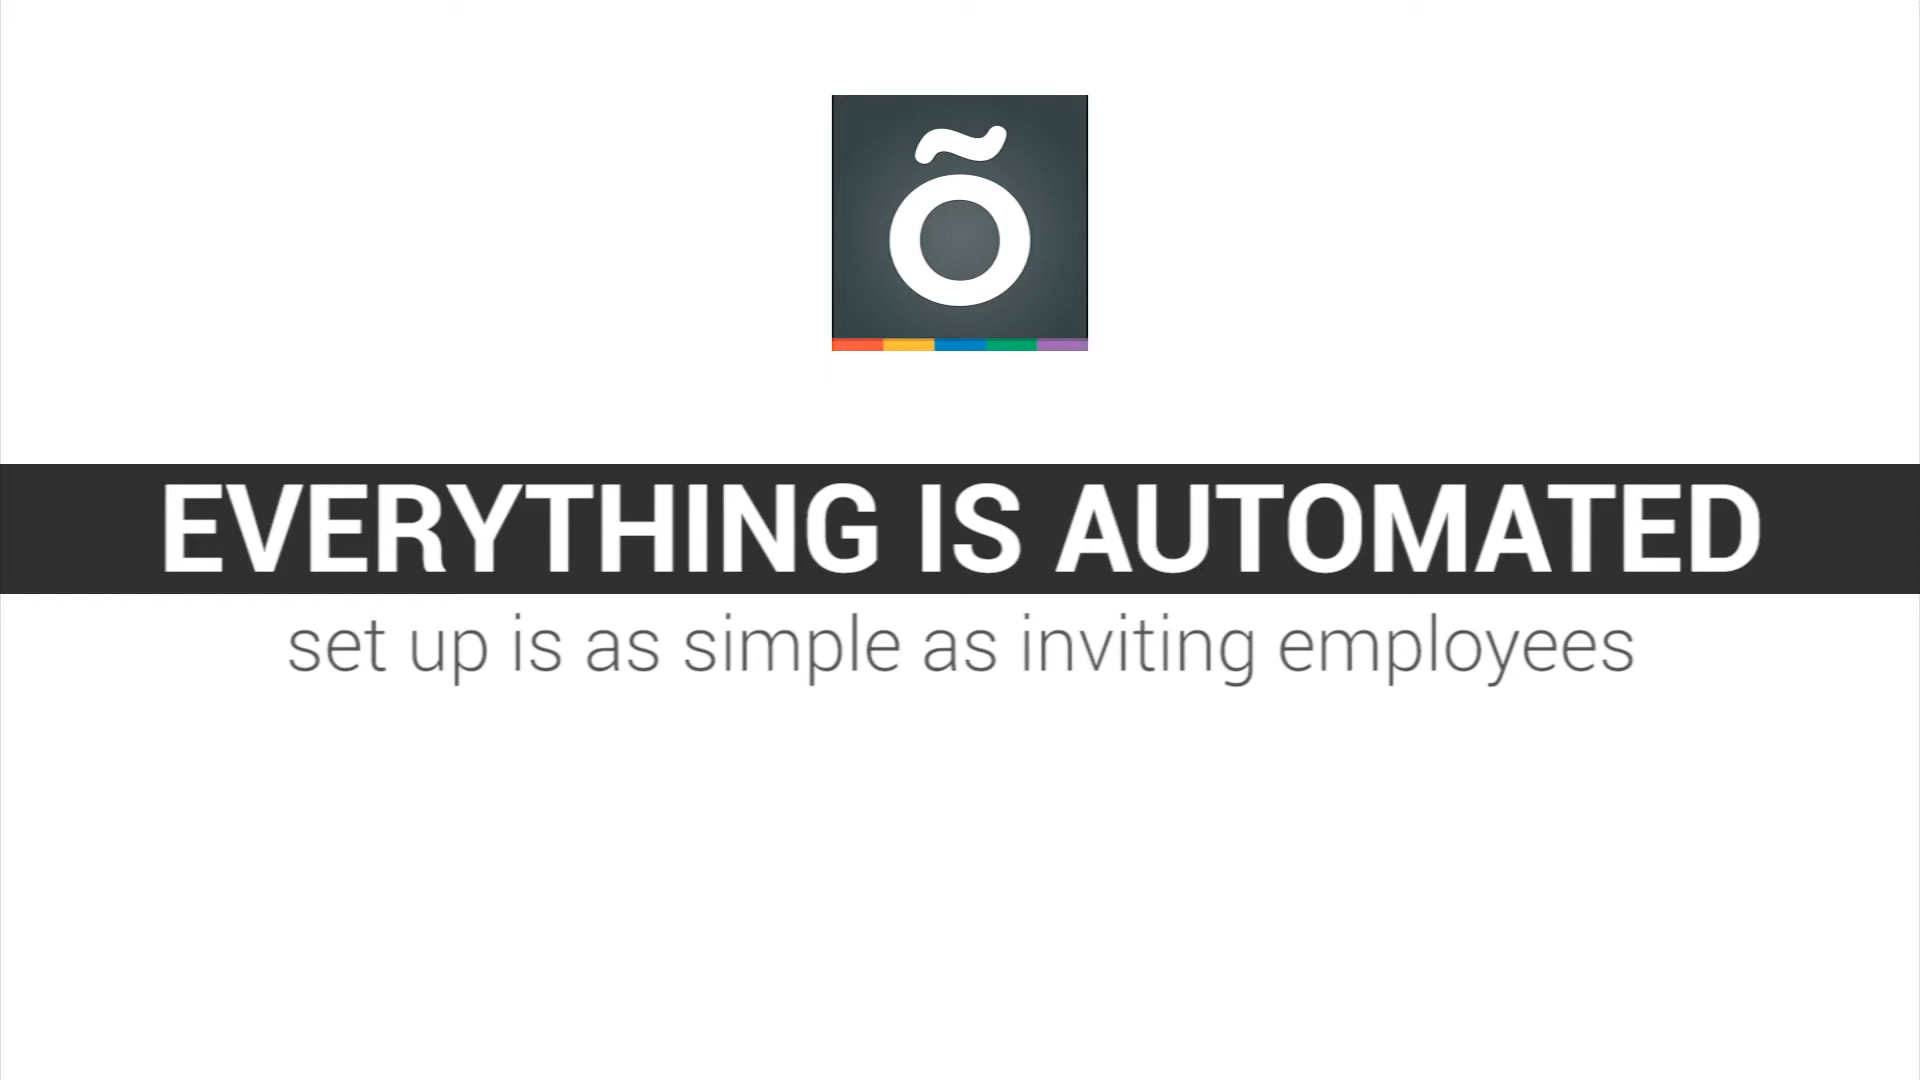 õ
EVERYTHING IS AUTOMATED
set up is as simple as inviting employees